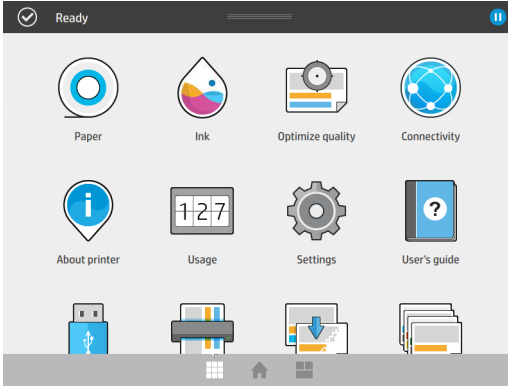 Ready
Paper
Ink
Optimize quality
Connectivity
i
About printer
127
Usage
Settings
?
User's guide